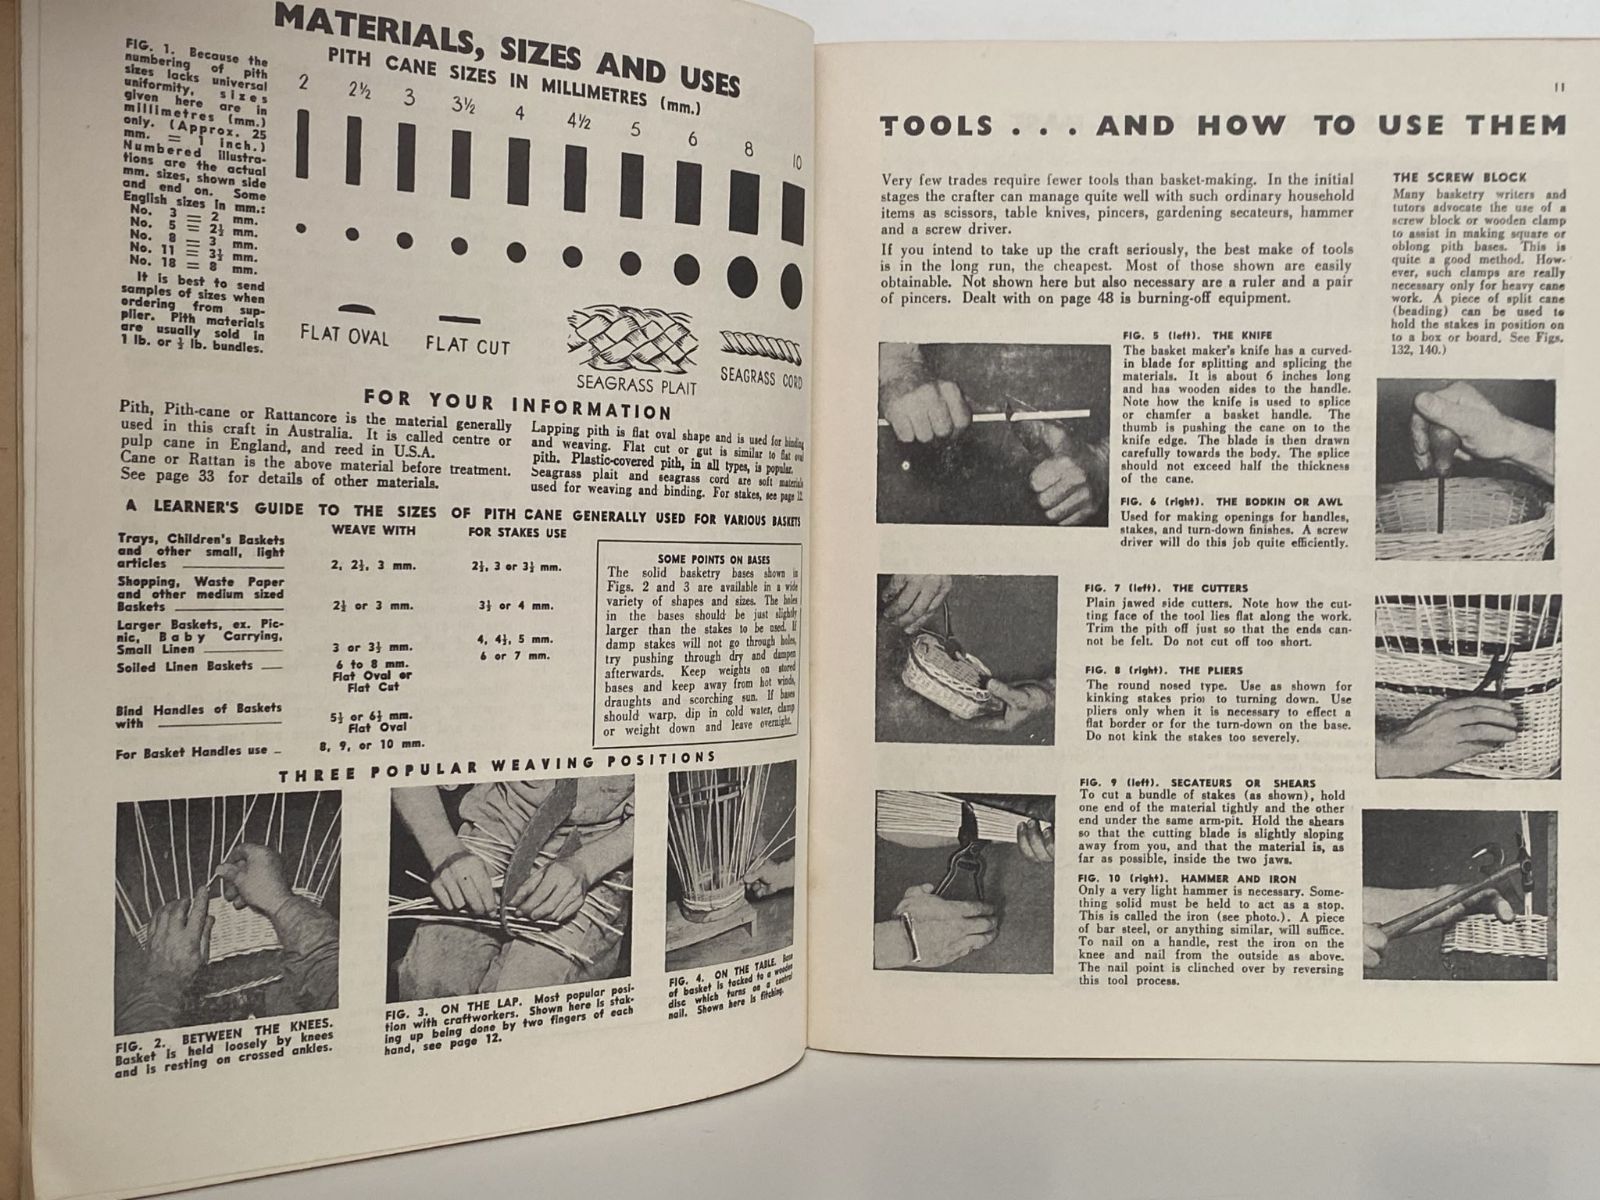 MATERIALS, SIZES AND USES
PITH CANE SIZES IN MILLIMETRES (mm.)
2 2½ 3 3½ 4 4½ 5 6 8 10
FIG. 1. Because the
numbering of pith
sizes lacks universal
uniformity, sizes
given here are in
millimetres (mm.)
only. (Approx. 25
mm. = 1 inch.)
Numbered illustra-
tions are the actual
mm. sizes, shown side
and end on. Some
English sizes in mm.:
No. 3 = 2 mm.
No. 5 = 2½ mm.
No. 8 = 3 mm.
No. 11 = 3½ mm.
No. 18 = 8 mm.
It is best to send
samples of sizes when
ordering from sup-
plier. Pith materials
are usually sold in
1 lb. or ½ lb. bundles.
FLAT OVAL
FLAT CUT
SEAGRASS PLAIT
SEAGRASS CORD
FOR YOUR INFORMATION
Pith, Pith-cane or Rattancore is the material generally
used in this craft in Australia. It is called centre or
pulp cane in England, and reed in U.S.A.
Cane or Rattan is the above material before treatment.
See page 33 for details of other materials.
Lapping pith is flat oval shape and is used for binding
and weaving. Flat cut or gut is similar to flat oval
pith. Plastic-covered pith, in all types, is popular.
Seagrass plait and seagrass cord are soft materials
used for weaving and binding. For stakes, see page 12.
A LEARNER'S GUIDE TO THE SIZES OF PITH CANE GENERALLY USED FOR VARIOUS BASKETS
WEAVE WITH FOR STAKES USE
Trays, Children's Baskets
and other small, light
articles 2, 2½, 3 mm. 2½, 3 or 3½ mm.
Shopping, Waste Paper
and other medium sized
Baskets 2½ or 3 mm. 3½ or 4 mm.
Larger Baskets, ex. Pic-
nic, Baby Carrying,
Small Linen 3 or 3½ mm. 4, 4½, 5 mm.
Soiled Linen Baskets 6 to 8 mm. 6 or 7 mm.
Flat Oval or
Flat Cut
Bind Handles of Baskets
with 5½ or 6½ mm.
Flat Oval
For Basket Handles use 8, 9, or 10 mm.
SOME POINTS ON BASES
The solid basketry bases shown in
Figs. 2 and 3 are available in a wide
variety of shapes and sizes. The holes
in the bases should be just slightly
larger than the stakes to be used. If
damp stakes will not go through holes,
try pushing through dry and dampen
afterwards. Keep weights on stored
bases and keep away from hot winds,
draughts and scorching sun. If bases
should warp, dip in cold water, clamp
or weight down and leave overnight.
THREE POPULAR WEAVING POSITIONS
FIG. 2. BETWEEN THE KNEES.
Basket is held loosely by knees
and is resting on crossed ankles.
FIG. 3. ON THE LAP. Most popular posi-
tion with craftworkers. Shown here is stak-
ing up being done by two fingers of each
hand, see page 12.
FIG. 4. ON THE TABLE. Base
of basket is tacked to a wooden
disc which turns on a central
nail. Shown here is fitching.
11
TOOLS . . . AND HOW TO USE THEM
Very few trades require fewer tools than basket-making. In the initial
stages the crafter can manage quite well with such ordinary household
items as scissors, table knives, pincers, gardening secateurs, hammer
and a screw driver.
If you intend to take up the craft seriously, the best make of tools
is in the long run, the cheapest. Most of those shown are easily
obtainable. Not shown here but also necessary are a ruler and a pair
of pincers. Dealt with on page 48 is burning-off equipment.
THE SCREW BLOCK
Many basketry writers and
tutors advocate the use of a
screw block or wooden clamp
to assist in making square or
oblong pith bases. This is
quite a good method. How-
ever, such clamps are really
necessary only for heavy cane
work. A piece of split cane
(beading) can be used to
hold the stakes in position on
to a box or board. See Figs.
132, 140.)
FIG. 5 (left). THE KNIFE
The basket maker's knife has a curved-
in blade for splitting and splicing the
materials. It is about 6 inches long
and has wooden sides to the handle.
Note how the knife is used to splice
or chamfer a basket handle. The
thumb is pushing the cane on to the
knife edge. The blade is then drawn
carefully towards the body. The splice
should not exceed half the thickness
of the cane.
FIG. 6 (right). THE BODKIN OR AWL
Used for making openings for handles,
stakes, and turn-down finishes. A screw
driver will do this job quite efficiently.
FIG. 7 (left). THE CUTTERS
Plain jawed side cutters. Note how the cut-
ting face of the tool lies flat along the work.
Trim the pith off just so that the ends can-
not be felt. Do not cut off too short.
FIG. 8 (right). THE PLIERS
The round nosed type. Use as shown for
kinking stakes prior to turning down. Use
pliers only when it is necessary to effect a
flat border or for the turn-down on the base.
Do not kink the stakes too severely.
FIG. 9 (left). SECATEURS OR SHEARS
To cut a bundle of stakes (as shown), hold
one end of the material tightly and the other
end under the same arm-pit. Hold the shears
so that the cutting blade is slightly sloping
away from you, and that the material is, as
far as possible, inside the two jaws.
FIG. 10 (right). HAMMER AND IRON
Only a very light hammer is necessary. Some-
thing solid must be held to act as a stop.
This is called the iron (see photo.). A piece
of bar steel, or anything similar, will suffice.
To nail on a handle, rest the iron on the
knee and nail from the outside as above.
The nail point is clinched over by reversing
this tool process.